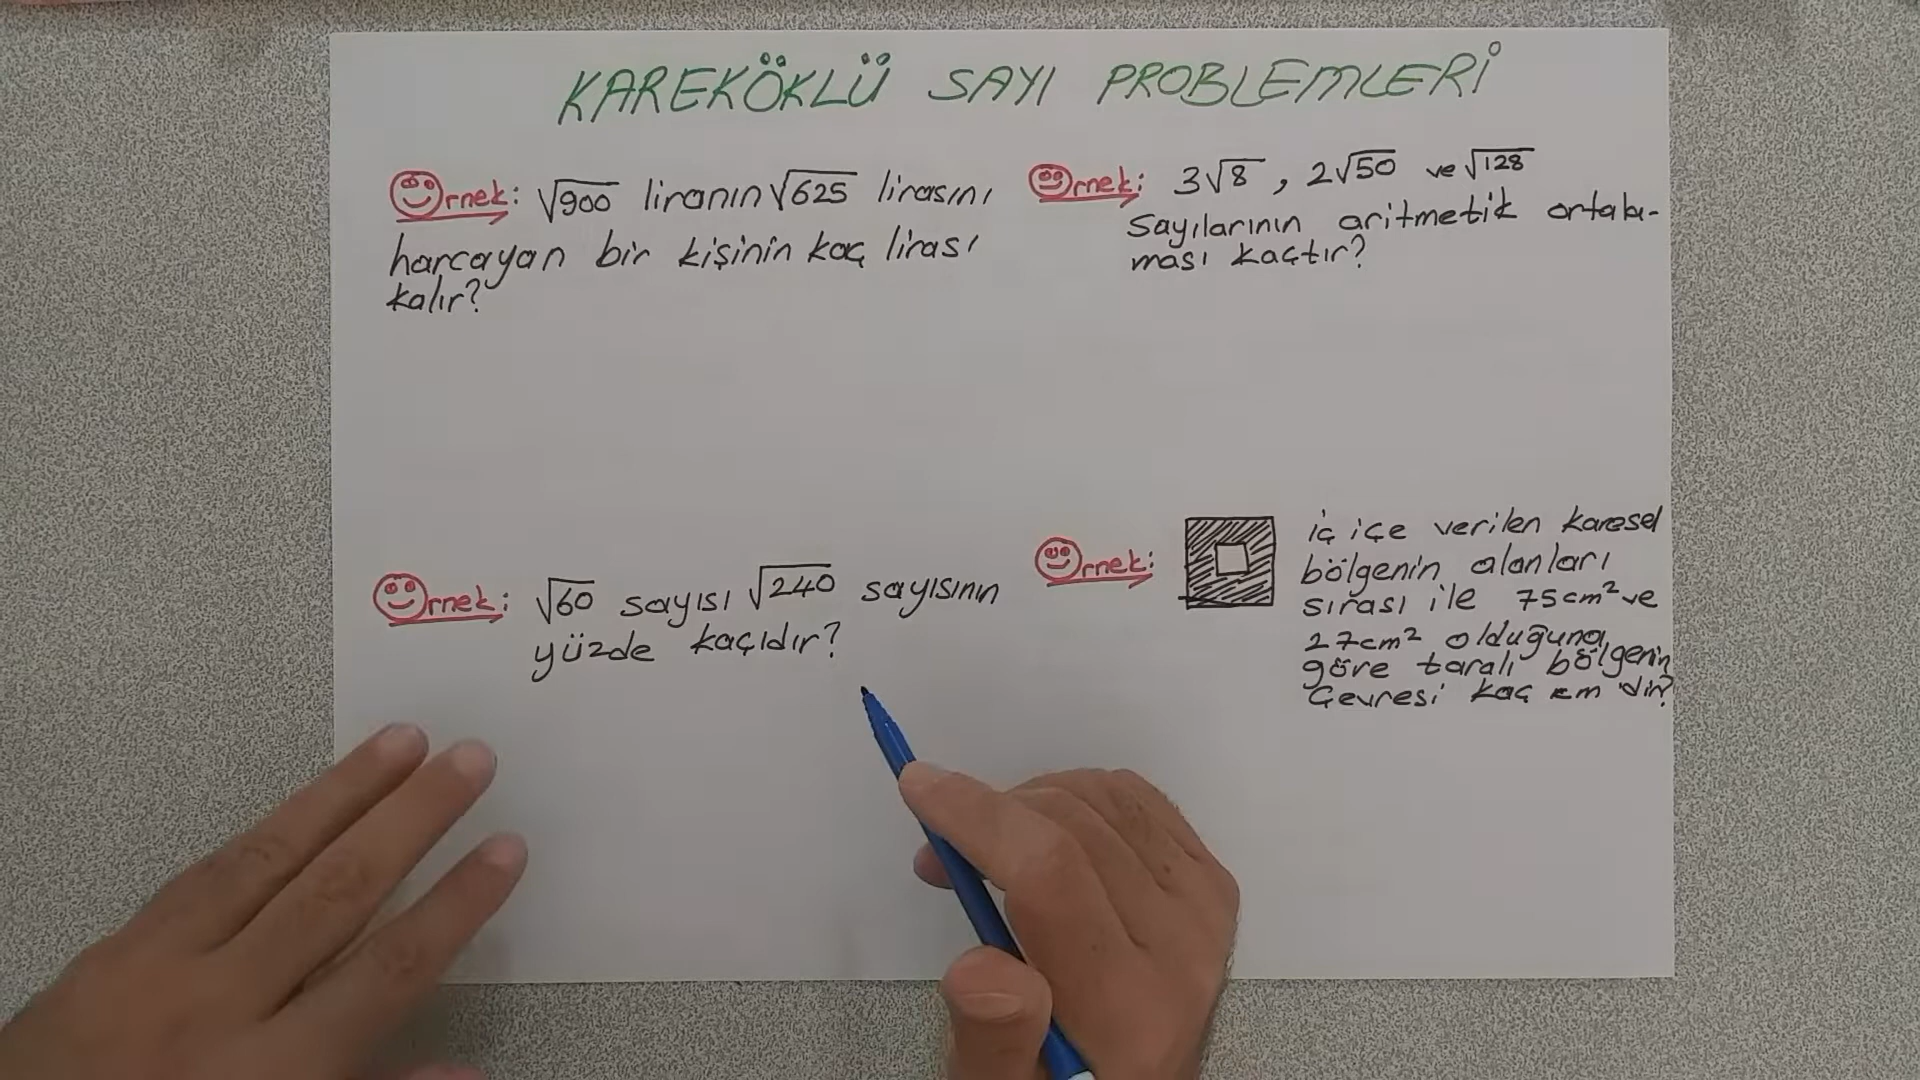 KAREKÖKLÜ SAYI PROBLEMLERİ
Örnek: √900 liranın √625 lirasını
harcayan bir kişinin kaç lirası
kalır?
Örnek: 3√8, 2√50 ve √128
sayılarının aritmetik ortala-
ması kaçtır?
Örnek: √60 sayısı √240 sayısının
yüzde kaçıdır?
Örnek:
İç içe verilen karesel
bölgenin alanları
sırası ile 75cm² ve
27cm² olduğuna
göre taralı bölgenin
Çevresi kaç cm'dir?